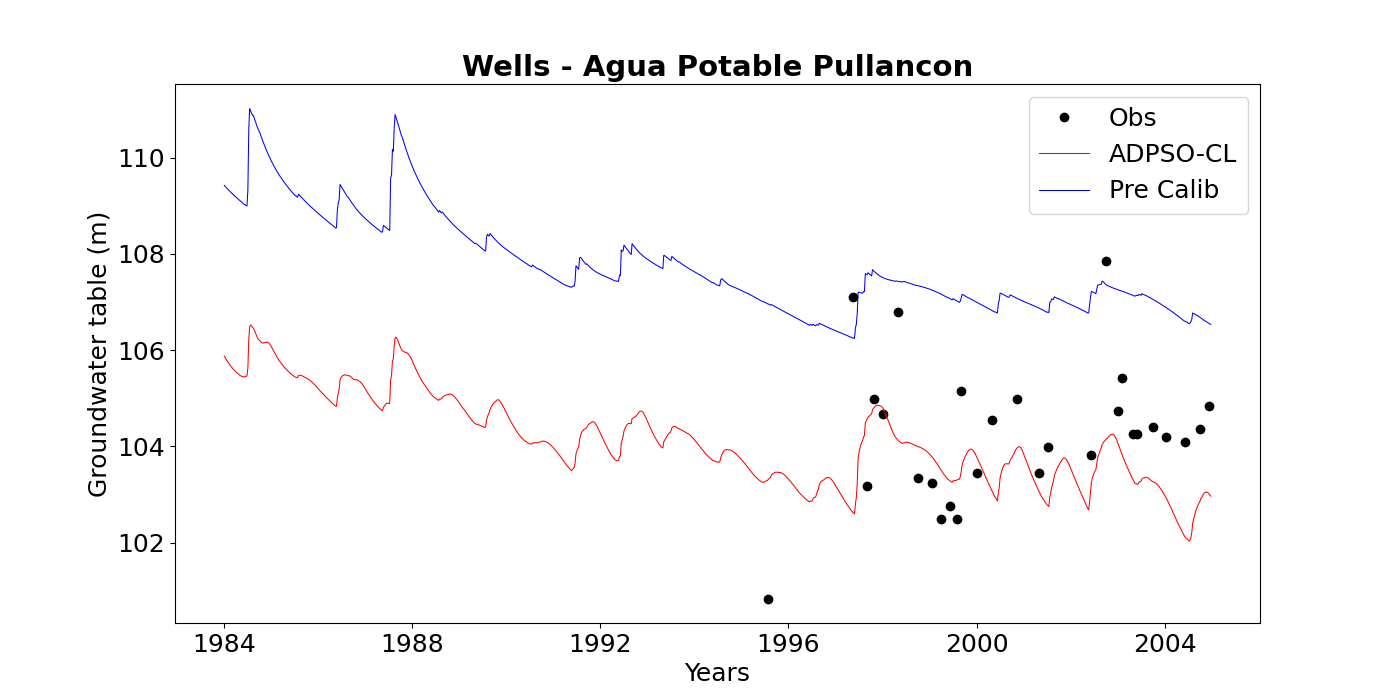 Wells - Agua Potable Pullancon
Obs
ADPSO-CL
Pre Calib
Groundwater table (m)
110
108
106
104
102
1984 1988 1992 1996 2000 2004
Years